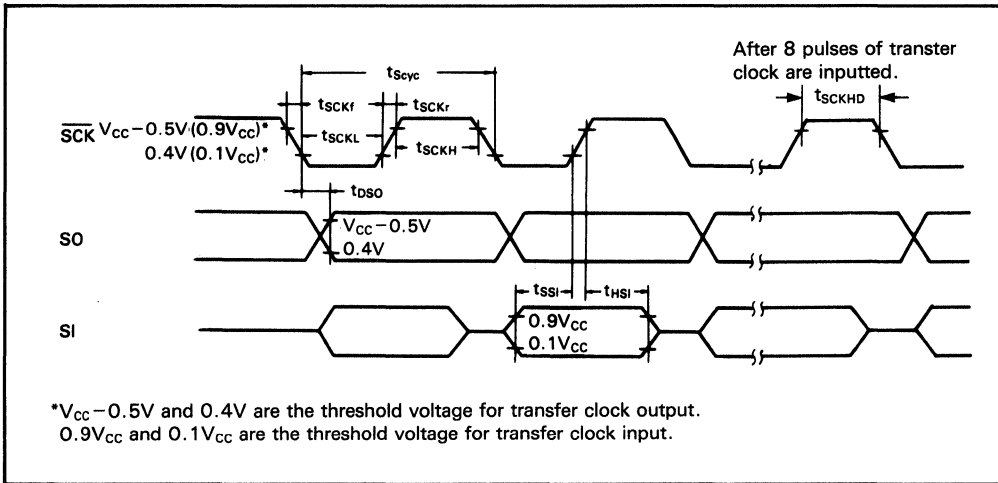 After 8 pulses of transter
clock are inputted.
tScyc
tSCKHD
tSCKf
tSCKr
SCK VCC−0.5V(0.9VCC)*
tSCKL
0.4V(0.1VCC)*
tSCKH
tDSO
SO
VCC−0.5V
0.4V
tSSI
tHSI
SI
0.9VCC
0.1VCC
*VCC−0.5V and 0.4V are the threshold voltage for transfer clock output.
0.9VCC and 0.1VCC are the threshold voltage for transfer clock input.